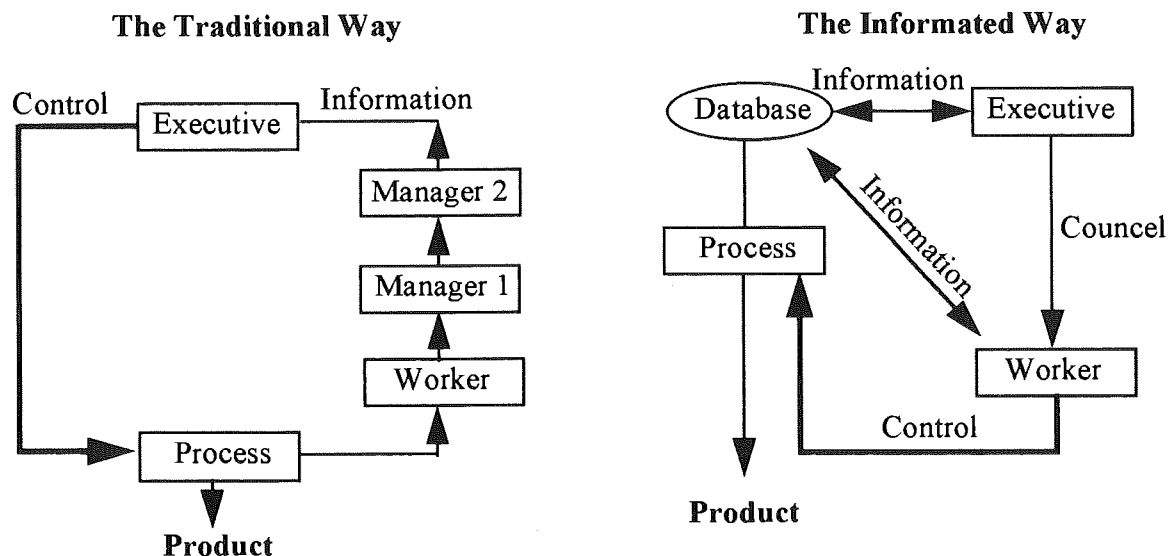 The Traditional Way
Control
Executive
Information
Manager 2
Manager 1
Worker
Process
Product
The Informated Way
Information
Database
Executive
Information
Councel
Process
Worker
Control
Product